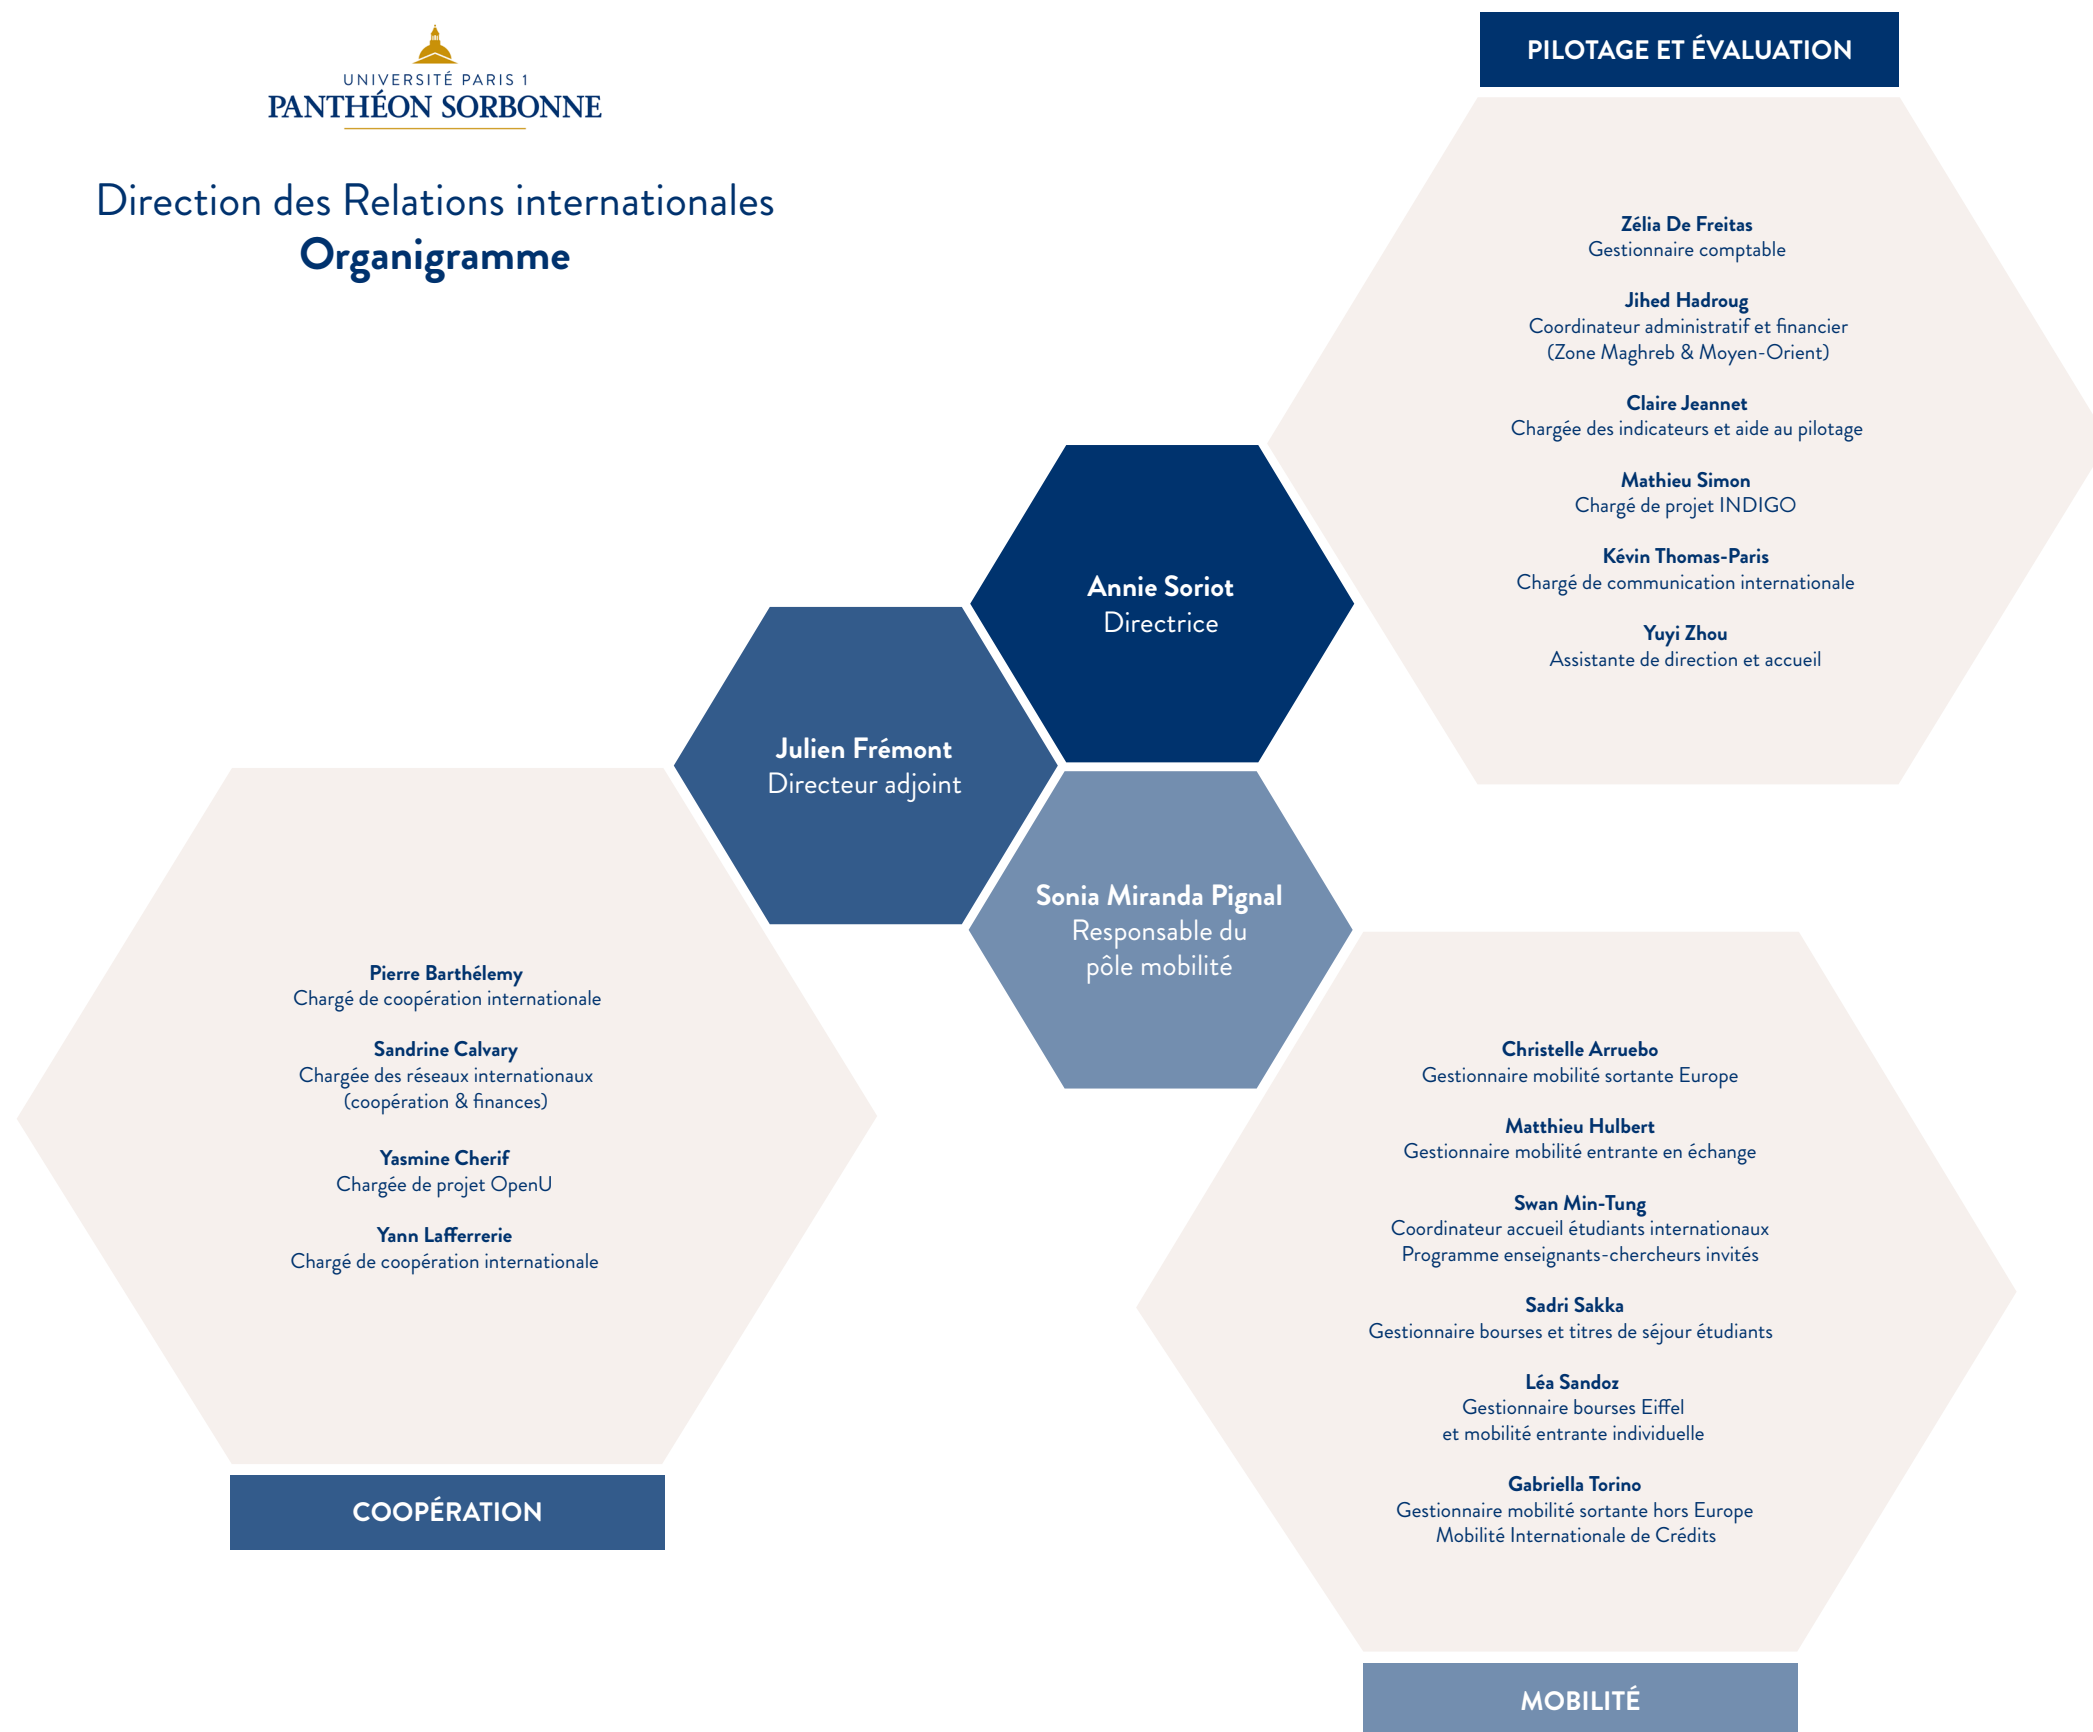 UNIVERSITÉ PARIS 1
PANTHÉON SORBONNE
Direction des Relations internationales
Organigramme
PILOTAGE ET ÉVALUATION
Zélia De Freitas
Gestionnaire comptable
Jihed Hadroug
Coordinateur administratif et financier
(Zone Maghreb & Moyen-Orient)
Claire Jeannet
Chargée des indicateurs et aide au pilotage
Mathieu Simon
Chargé de projet INDIGO
Kévin Thomas-Paris
Chargé de communication internationale
Yuyi Zhou
Assistante de direction et accueil
Annie Soriot
Directrice
Julien Frémont
Directeur adjoint
Sonia Miranda Pignal
Responsable du
pôle mobilité
Pierre Barthélemy
Chargé de coopération internationale
Sandrine Calvary
Chargée des réseaux internationaux
(coopération & finances)
Yasmine Cherif
Chargée de projet OpenU
Yann Lafferrerie
Chargé de coopération internationale
COOPÉRATION
Christelle Arruebo
Gestionnaire mobilité sortante Europe
Matthieu Hulbert
Gestionnaire mobilité entrante en échange
Swan Min-Tung
Coordinateur accueil étudiants internationaux
Programme enseignants-chercheurs invités
Sadri Sakka
Gestionnaire bourses et titres de séjour étudiants
Léa Sandoz
Gestionnaire bourses Eiffel
et mobilité entrante individuelle
Gabriella Torino
Gestionnaire mobilité sortante hors Europe
Mobilité Internationale de Crédits
MOBILITÉ